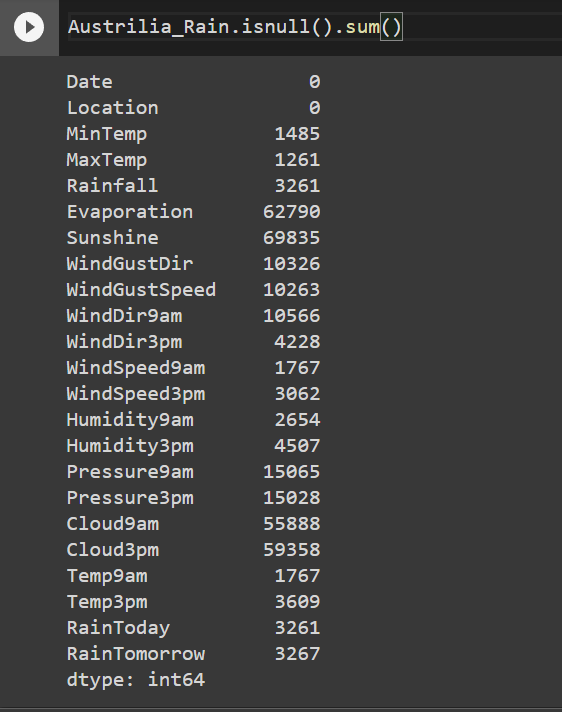 Austrilia_Rain.isnull().sum()
Date 0
Location 0
MinTemp 1485
MaxTemp 1261
Rainfall 3261
Evaporation 62790
Sunshine 69835
WindGustDir 10326
WindGustSpeed 10263
WindDir9am 10566
WindDir3pm 4228
WindSpeed9am 1767
WindSpeed3pm 3062
Humidity9am 2654
Humidity3pm 4507
Pressure9am 15065
Pressure3pm 15028
Cloud9am 55888
Cloud3pm 59358
Temp9am 1767
Temp3pm 3609
RainToday 3261
RainTomorrow 3267
dtype: int64